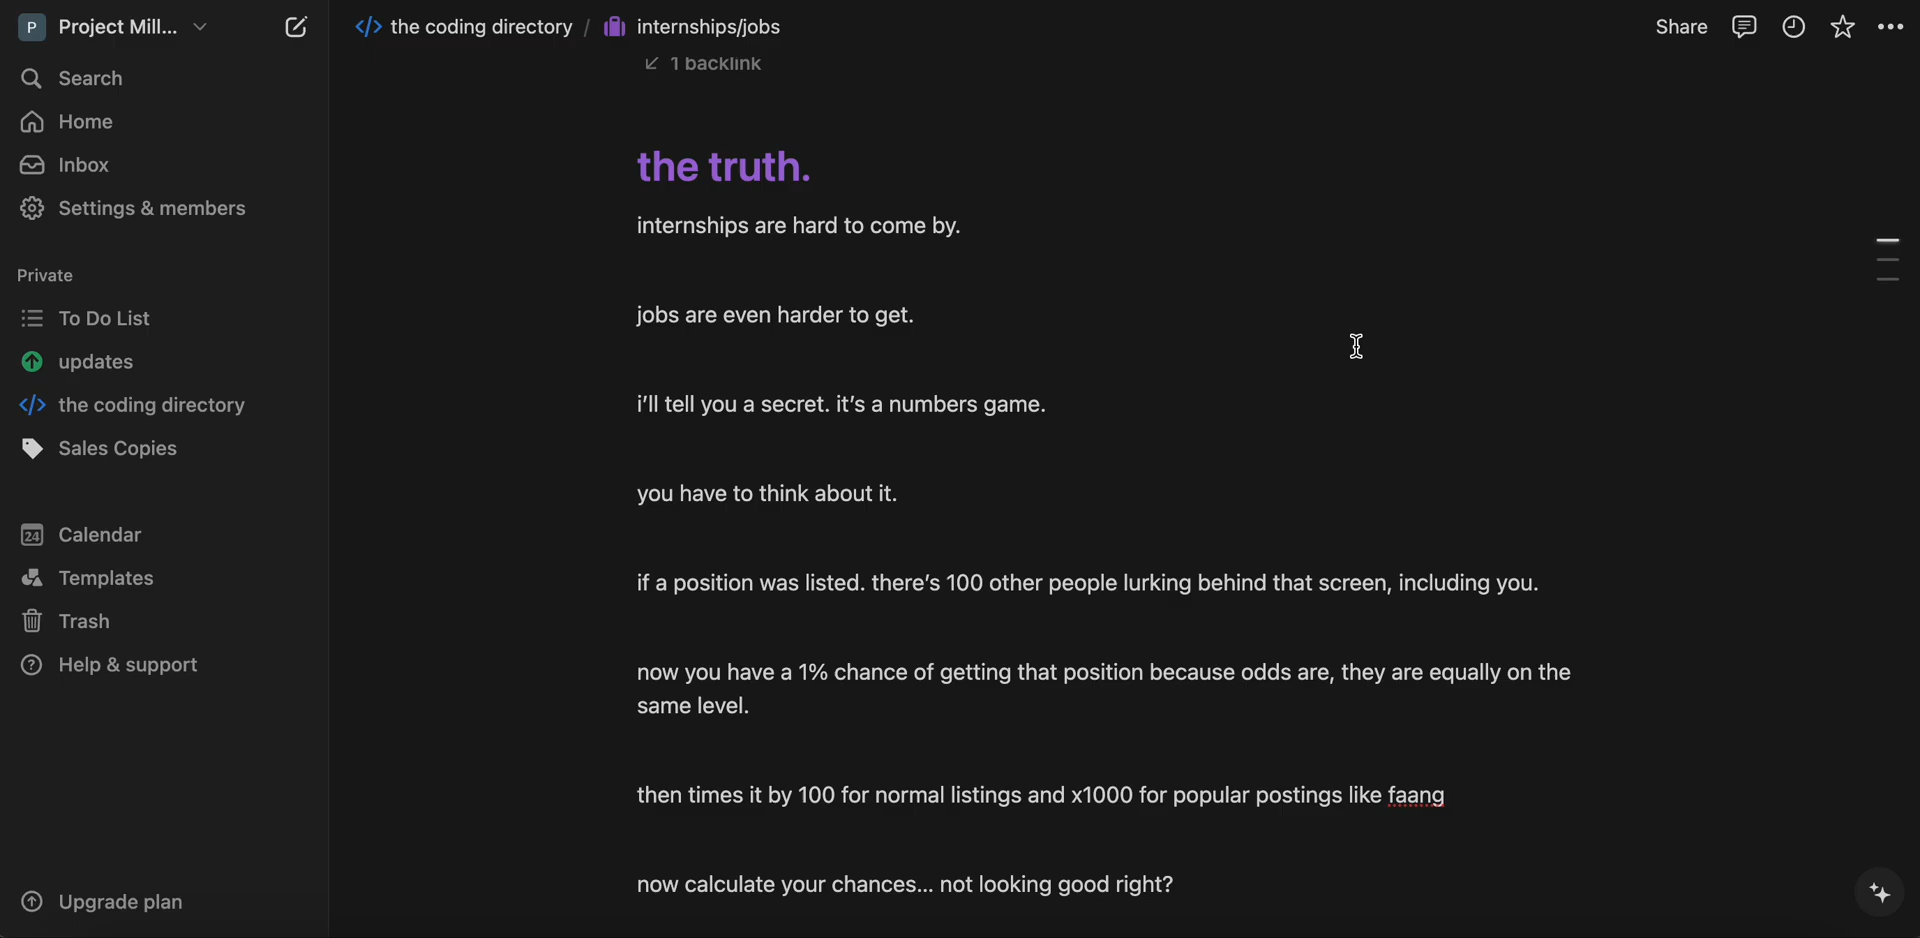 P Project Mill...
</> the coding directory / internships/jobs
Share
Search
↙ 1 backlink
Home
Inbox
Settings & members
Private
To Do List
updates
</> the coding directory
Sales Copies
24 Calendar
Templates
Trash
Help & support
Upgrade plan
the truth.
internships are hard to come by.
jobs are even harder to get.
i’ll tell you a secret. it’s a numbers game.
you have to think about it.
if a position was listed. there’s 100 other people lurking behind that screen, including you.
now you have a 1% chance of getting that position because odds are, they are equally on the
same level.
then times it by 100 for normal listings and x1000 for popular postings like faang
now calculate your chances... not looking good right?